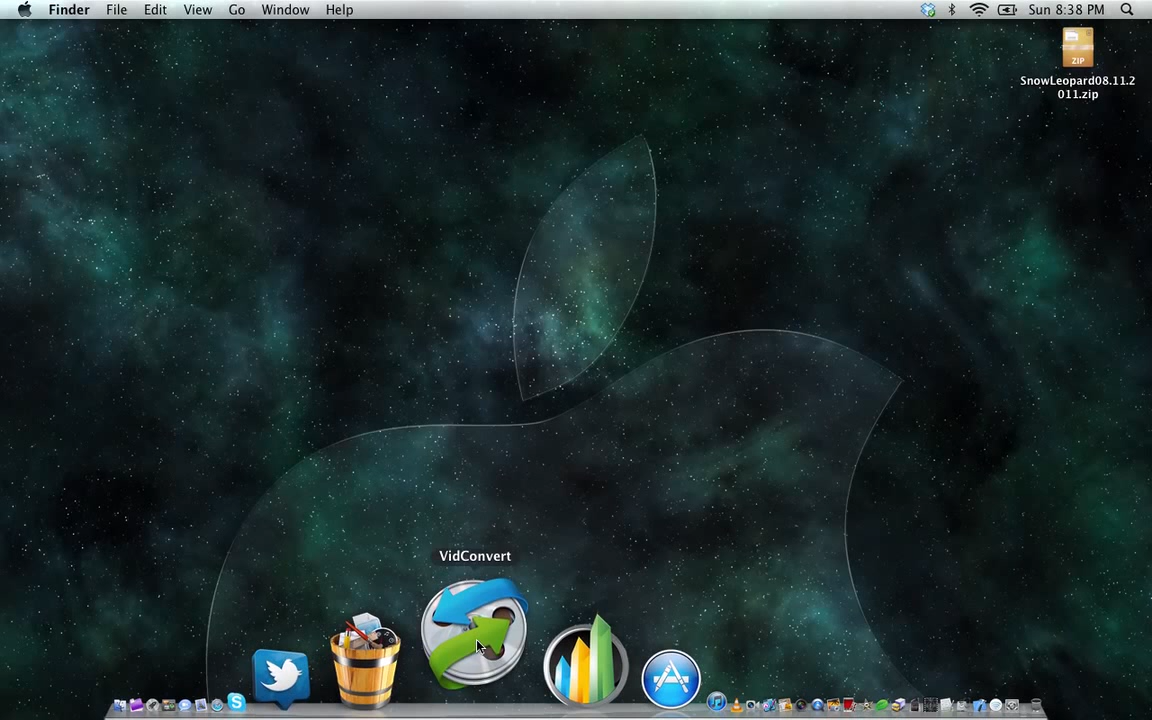 Finder File Edit View Go Window Help Sun 8:38 PM
ZIP
SnowLeopard08.11.2
011.zip
VidConvert